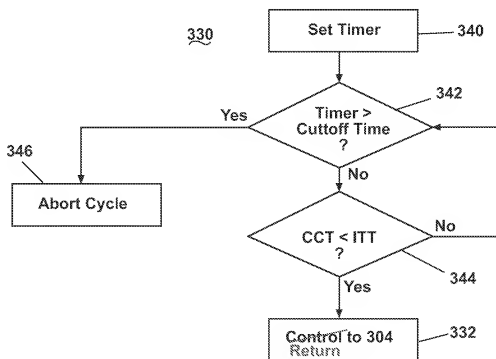 330
Set Timer
340
342
Timer >
Cuttoff Time
?
Yes
No
346
Abort Cycle
CCT < ITT
?
No
344
Yes
Control to 304
Return
332